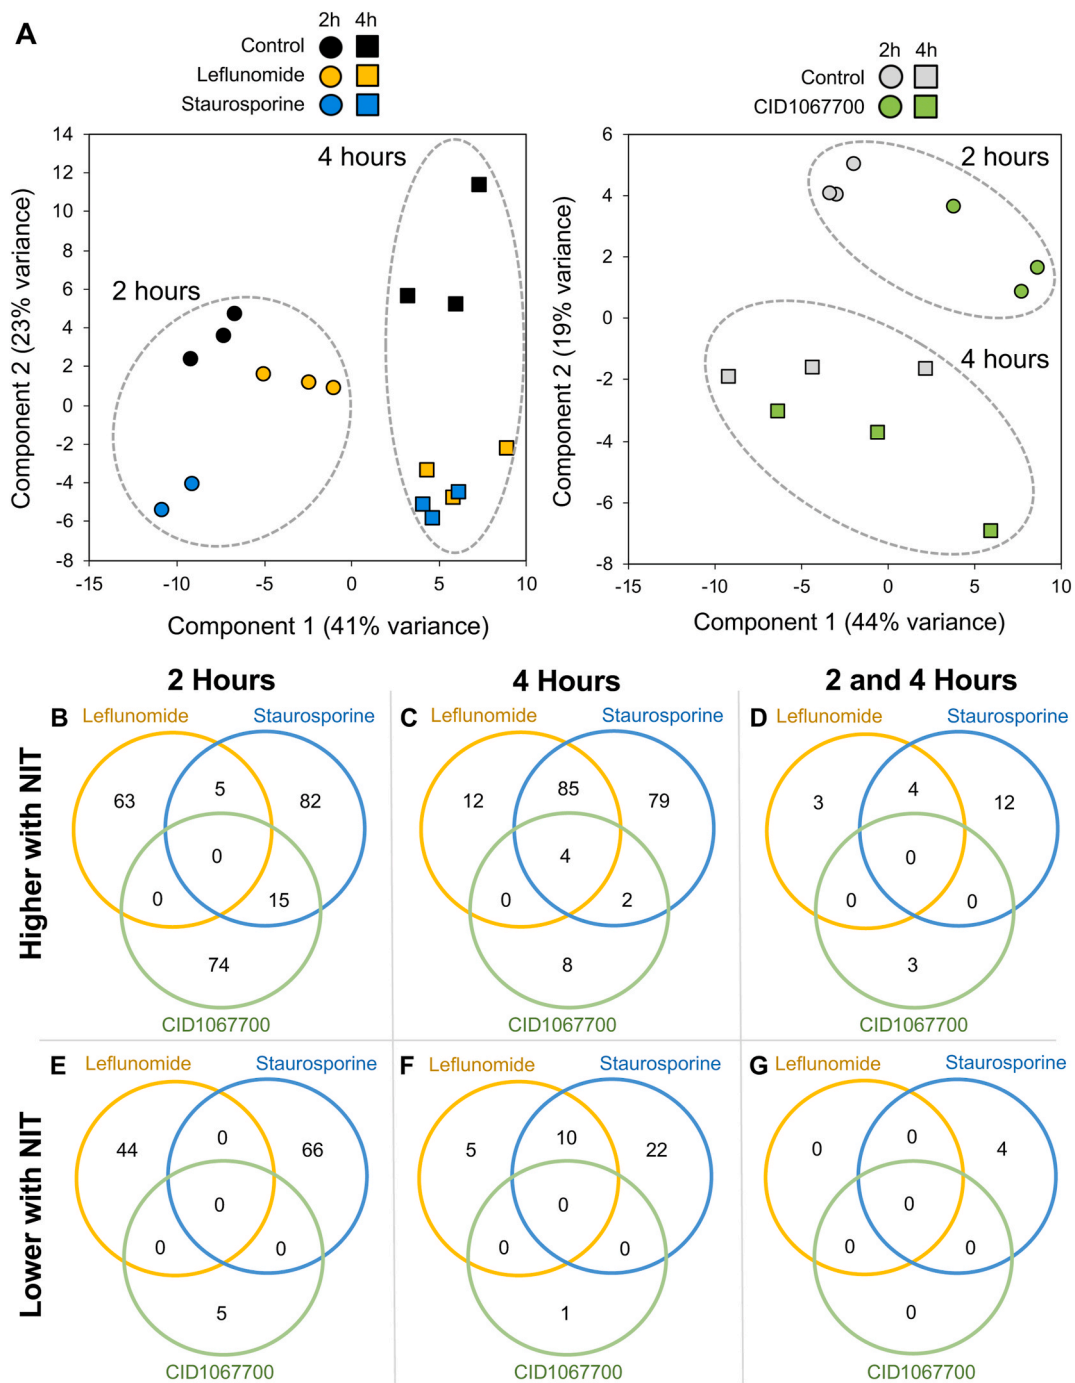 A
2h 4h
Control
Leflunomide
Staurosporine
2h 4h
Control
CID1067700
14
12
10
8
6
4
2
0
-2
-4
-6
-8
-15 -10 -5 0 5 10
Component 2 (23% variance)
Component 1 (41% variance)
4 hours
2 hours
6
4
2
0
-2
-4
-6
-8
-15 -10 -5 0 5 10
Component 2 (19% variance)
Component 1 (44% variance)
2 hours
4 hours
2 Hours 4 Hours 2 and 4 Hours
Higher with NIT
B Leflunomide Staurosporine
63 5 82
0
0 15
74
CID1067700
C Leflunomide Staurosporine
12 85 79
4
0 2
8
CID1067700
D Leflunomide Staurosporine
3 4 12
0
0 0
3
CID1067700
Lower with NIT
E Leflunomide Staurosporine
44 0 66
0
0 0
5
CID1067700
F Leflunomide Staurosporine
5 10 22
0
0 0
1
CID1067700
G Leflunomide Staurosporine
0 0 4
0
0 0
0
CID1067700